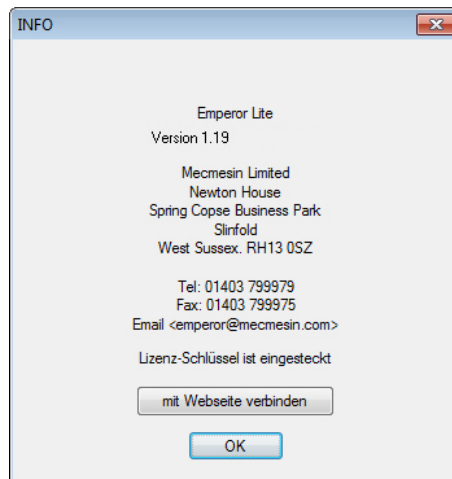 INFO
Emperor Lite
Version 1.19
Mecmesin Limited
Newton House
Spring Copse Business Park
Slinfold
West Sussex. RH13 0SZ
Tel: 01403 799979
Fax: 01403 799975
Email <emperor@mecmesin.com>
Lizenz-Schlüssel ist eingesteckt
mit Webseite verbinden
OK